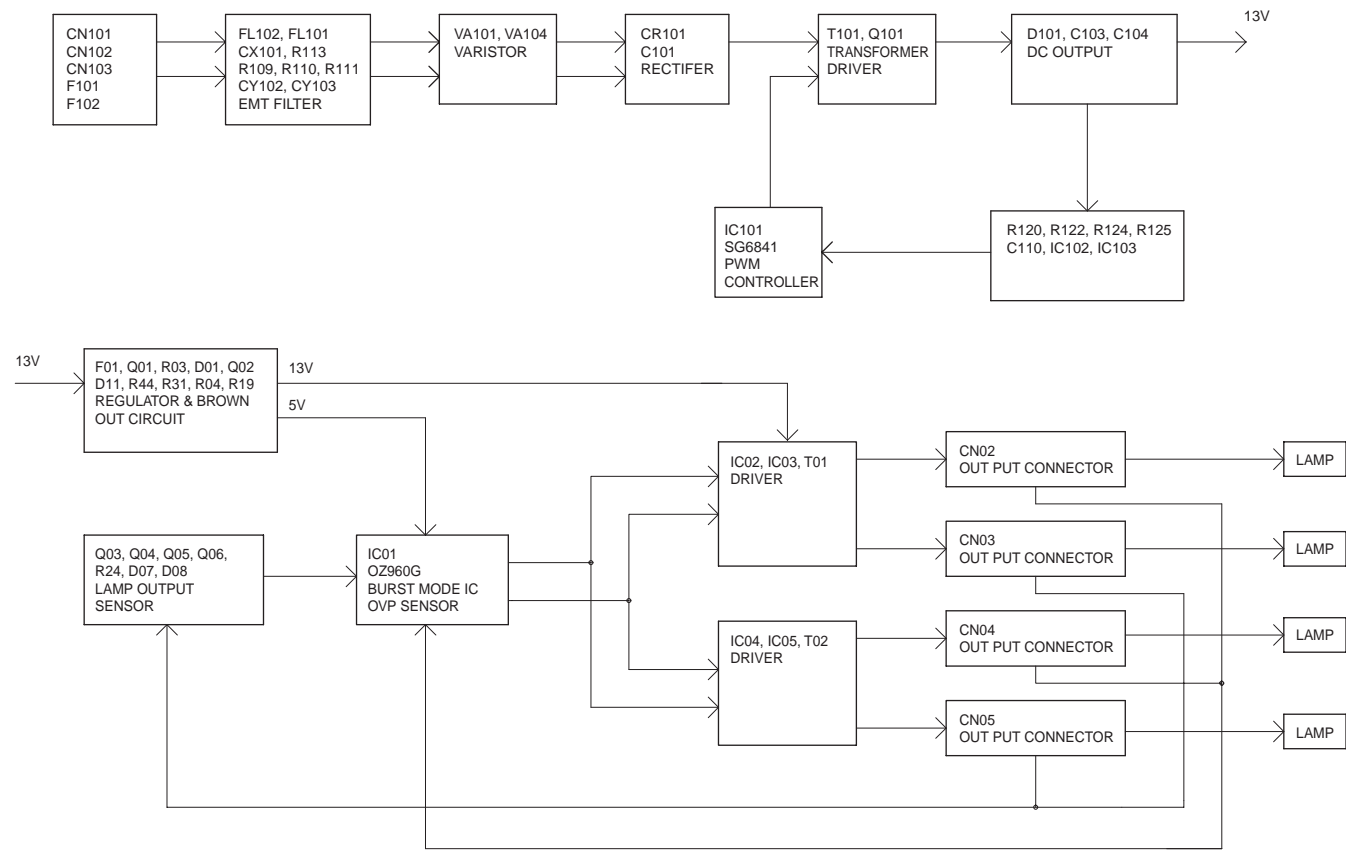 CN101
CN102
CN103
F101
F102
FL102, FL101
CX101, R113
R109, R110, R111
CY102, CY103
EMT FILTER
VA101, VA104
VARISTOR
CR101
C101
RECTIFER
T101, Q101
TRANSFORMER
DRIVER
D101, C103, C104
DC OUTPUT
13V
IC101
SG6841
PWM
CONTROLLER
R120, R122, R124, R125
C110, IC102, IC103
13V
F01, Q01, R03, D01, Q02
D11, R44, R31, R04, R19
REGULATOR & BROWN
OUT CIRCUIT
13V
5V
IC02, IC03, T01
DRIVER
CN02
OUT PUT CONNECTOR
LAMP
Q03, Q04, Q05, Q06,
R24, D07, D08
LAMP OUTPUT
SENSOR
IC01
OZ960G
BURST MODE IC
OVP SENSOR
CN03
OUT PUT CONNECTOR
LAMP
IC04, IC05, T02
DRIVER
CN04
OUT PUT CONNECTOR
LAMP
CN05
OUT PUT CONNECTOR
LAMP